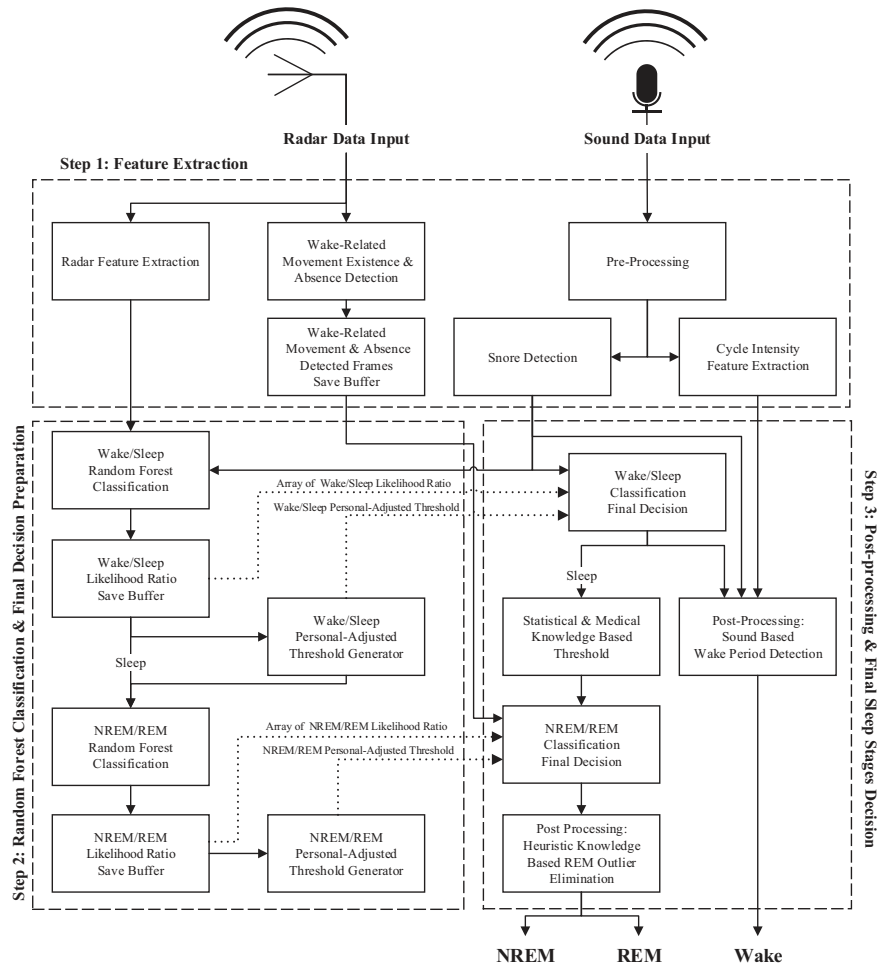 Radar Data Input
Sound Data Input
Step 1: Feature Extraction
Radar Feature Extraction
Wake-Related
Movement Existence &
Absence Detection
Pre-Processing
Wake-Related
Movement & Absence
Detected Frames
Save Buffer
Snore Detection
Cycle Intensity
Feature Extraction
Step 2: Random Forest Classification & Final Decision Preparation
Wake/Sleep
Random Forest
Classification
Array of Wake/Sleep Likelihood Ratio
Wake/Sleep Personal-Adjusted Threshold
Wake/Sleep
Classification
Final Decision
Step 3: Post-processing & Final Sleep Stages Decision
Wake/Sleep
Likelihood Ratio
Save Buffer
Sleep
Wake/Sleep
Personal-Adjusted
Threshold Generator
Statistical & Medical
Knowledge Based
Threshold
Post-Processing:
Sound Based
Wake Period Detection
Sleep
NREM/REM
Random Forest
Classification
Array of NREM/REM Likelihood Ratio
NREM/REM Personal-Adjusted Threshold
NREM/REM
Classification
Final Decision
NREM/REM
Likelihood Ratio
Save Buffer
NREM/REM
Personal-Adjusted
Threshold Generator
Post Processing:
Heuristic Knowledge
Based REM Outlier
Elimination
NREM
REM
Wake